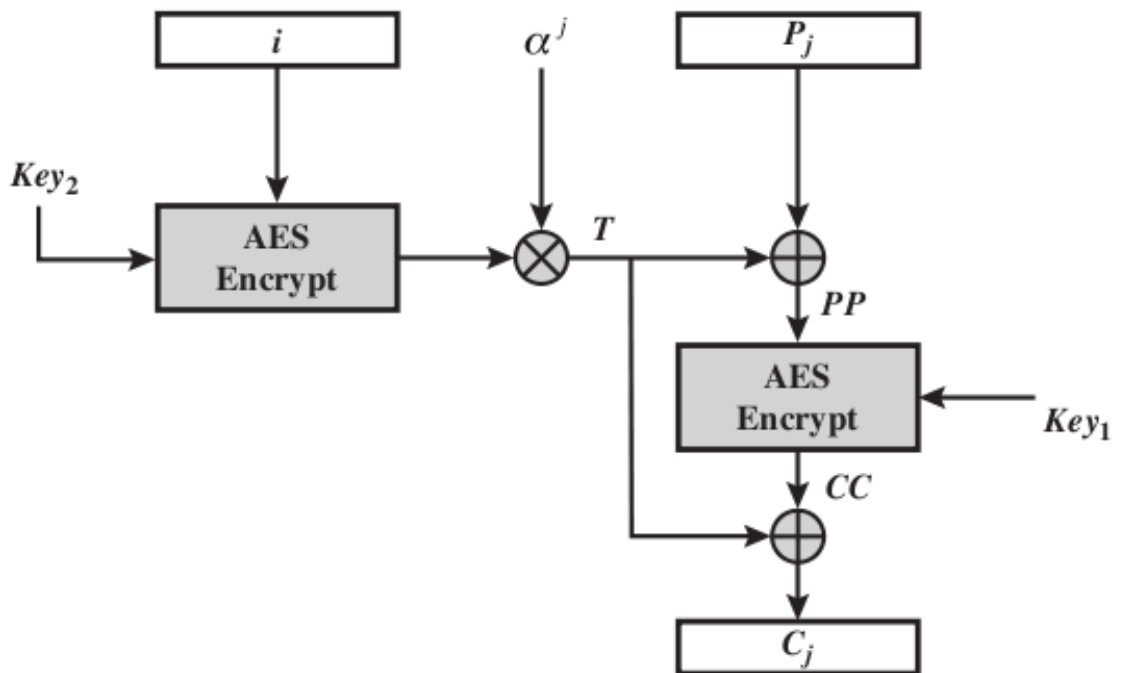 i
α^j
P_j
Key_2
AES
Encrypt
T
PP
AES
Encrypt
Key_1
CC
C_j